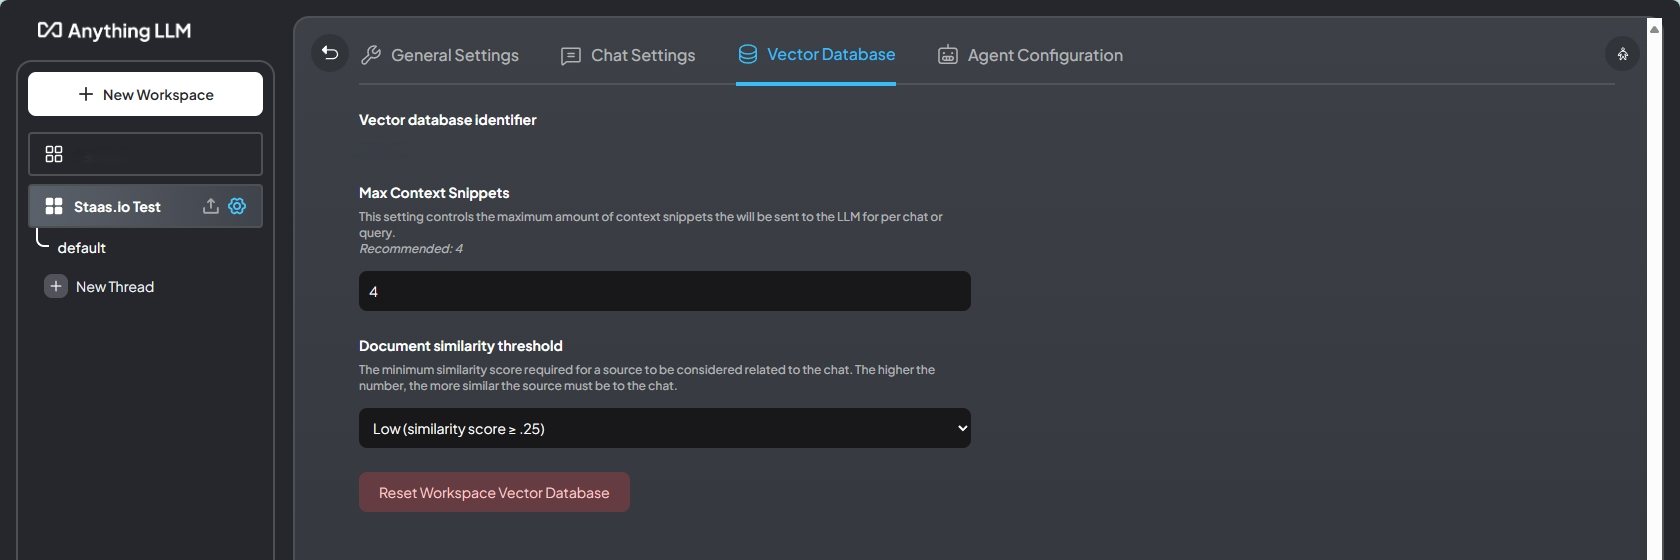 Anything LLM
New Workspace
Staas.io Test
default
New Thread
General Settings
Chat Settings
Vector Database
Agent Configuration
Vector database identifier
Max Context Snippets
This setting controls the maximum amount of context snippets the will be sent to the LLM for per chat or
query.
Recommended: 4
4
Document similarity threshold
The minimum similarity score required for a source to be considered related to the chat. The higher the
number, the more similar the source must be to the chat.
Low (similarity score ≥ .25)
Reset Workspace Vector Database